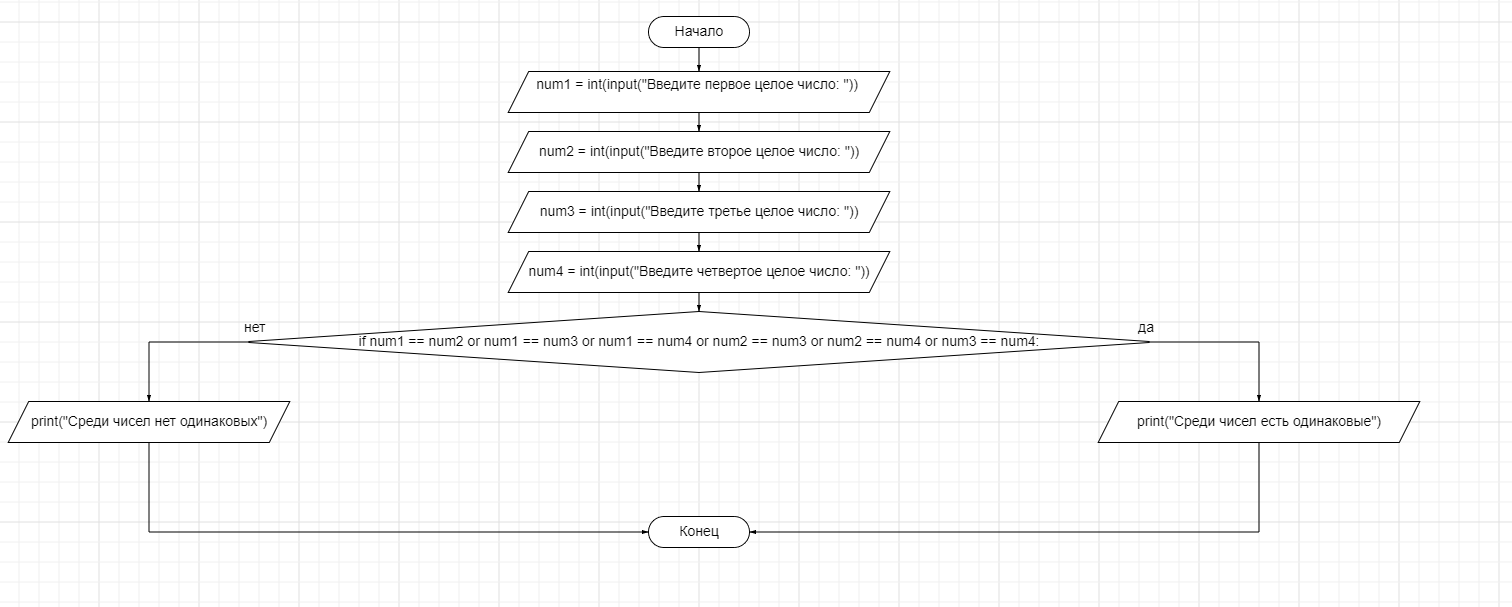 Начало
num1 = int(input("Введите первое целое число: "))
num2 = int(input("Введите второе целое число: "))
num3 = int(input("Введите третье целое число: "))
num4 = int(input("Введите четвертое целое число: "))
нет
да
if num1 == num2 or num1 == num3 or num1 == num4 or num2 == num3 or num2 == num4 or num3 == num4:
print("Среди чисел нет одинаковых")
print("Среди чисел есть одинаковые")
Конец